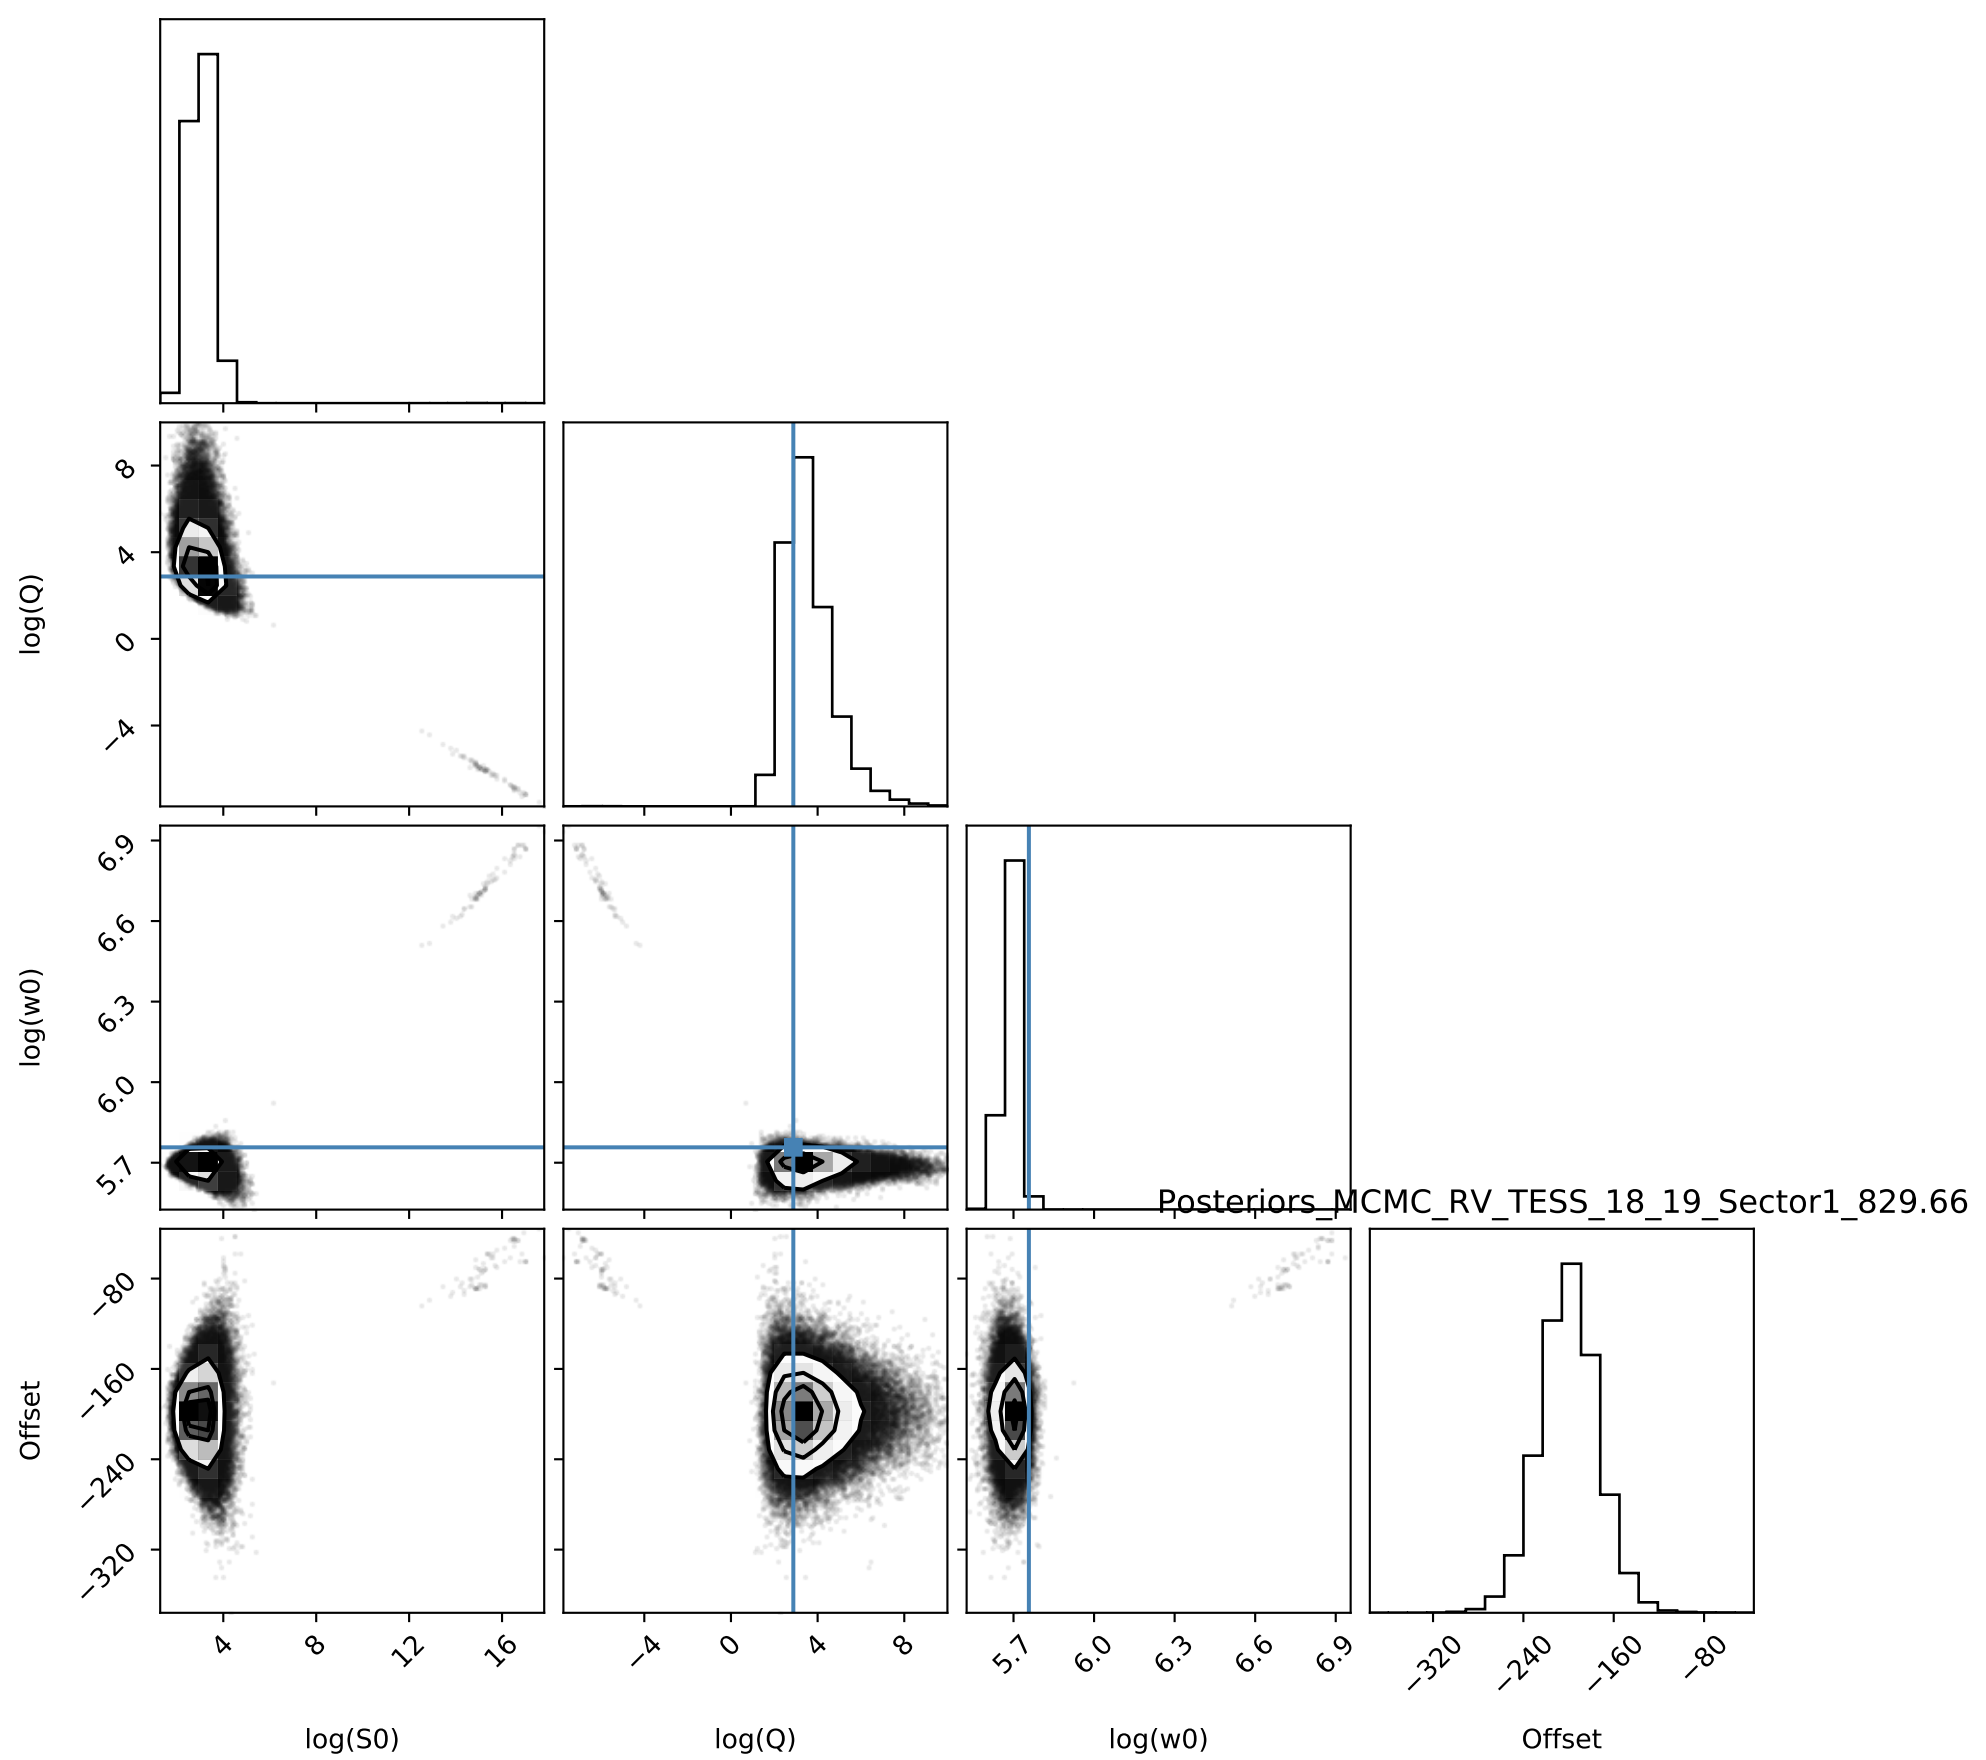 8
4
0
−4
log(Q)
6.9
6.6
6.3
6.0
5.7
log(w0)
Posteriors_MCMC_RV_TESS_18_19_Sector1_829.66
−80
−160
−240
−320
Offset
4 8 12 16
−4 0 4 8
5.7 6.0 6.3 6.6 6.9
−320 −240 −160 −80
log(S0) log(Q) log(w0) Offset